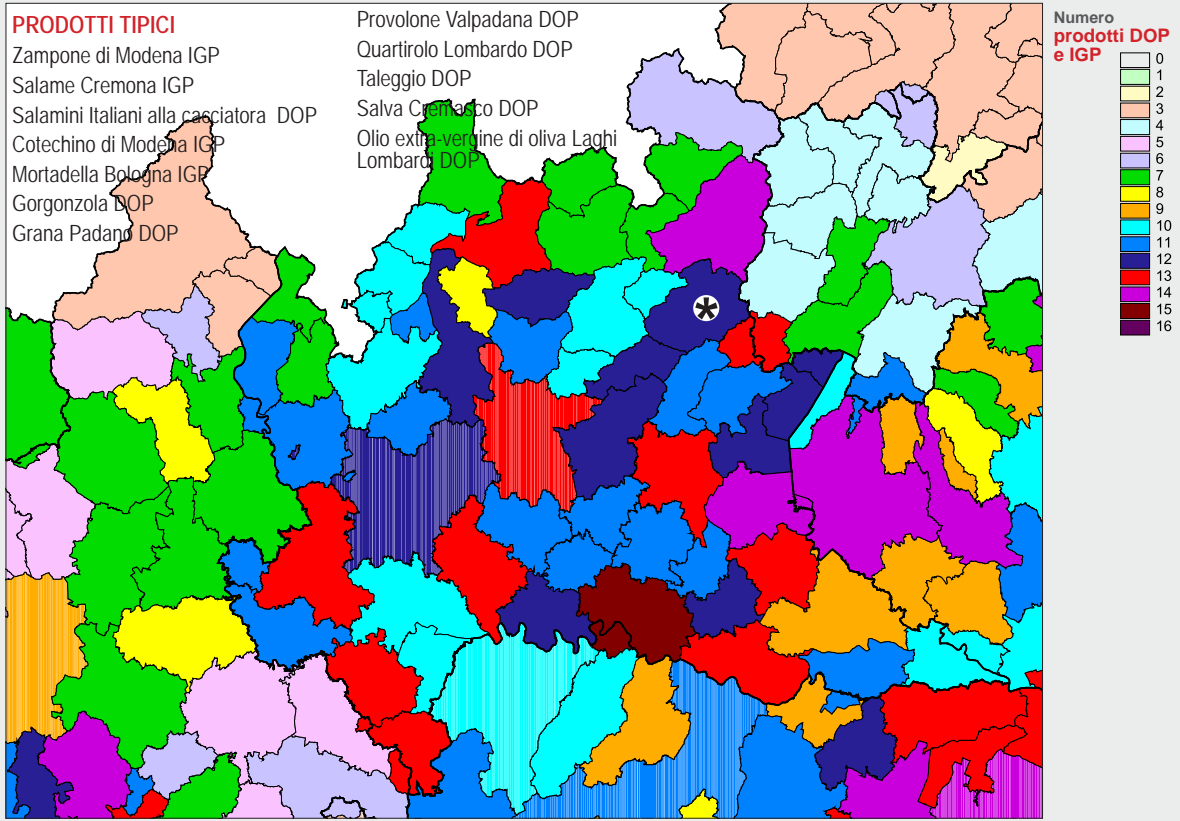 PRODOTTI TIPICI
Zampone di Modena IGP
Salame Cremona IGP
Salamini Italiani alla cacciatora DOP
Cotechino di Modena IGP
Mortadella Bologna IGP
Gorgonzola DOP
Grana Padano DOP
Provolone Valpadana DOP
Quartirolo Lombardo DOP
Taleggio DOP
Salva Cremasco DOP
Olio extra-vergine di oliva Laghi
Lombardi DOP
*
Numero
prodotti DOP
e IGP
0
1
2
3
4
5
6
7
8
9
10
11
12
13
14
15
16